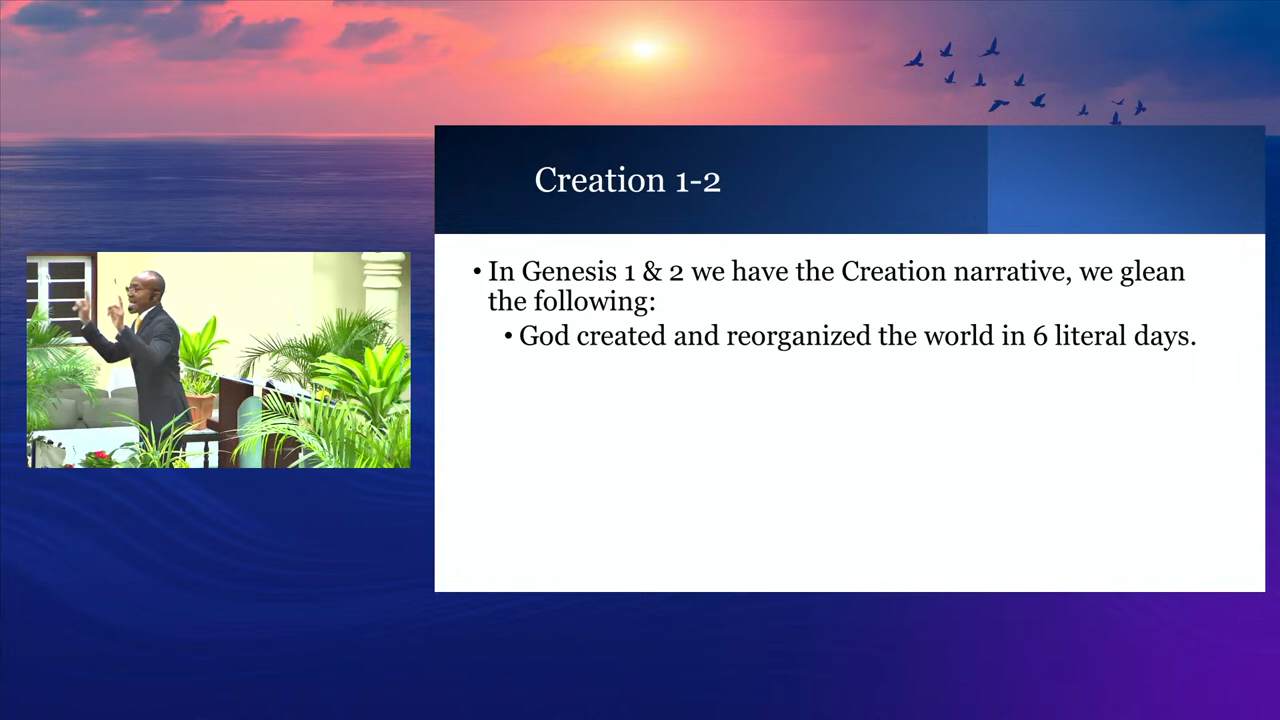 Creation 1-2
• In Genesis 1 & 2 we have the Creation narrative, we glean
the following:
• God created and reorganized the world in 6 literal days.